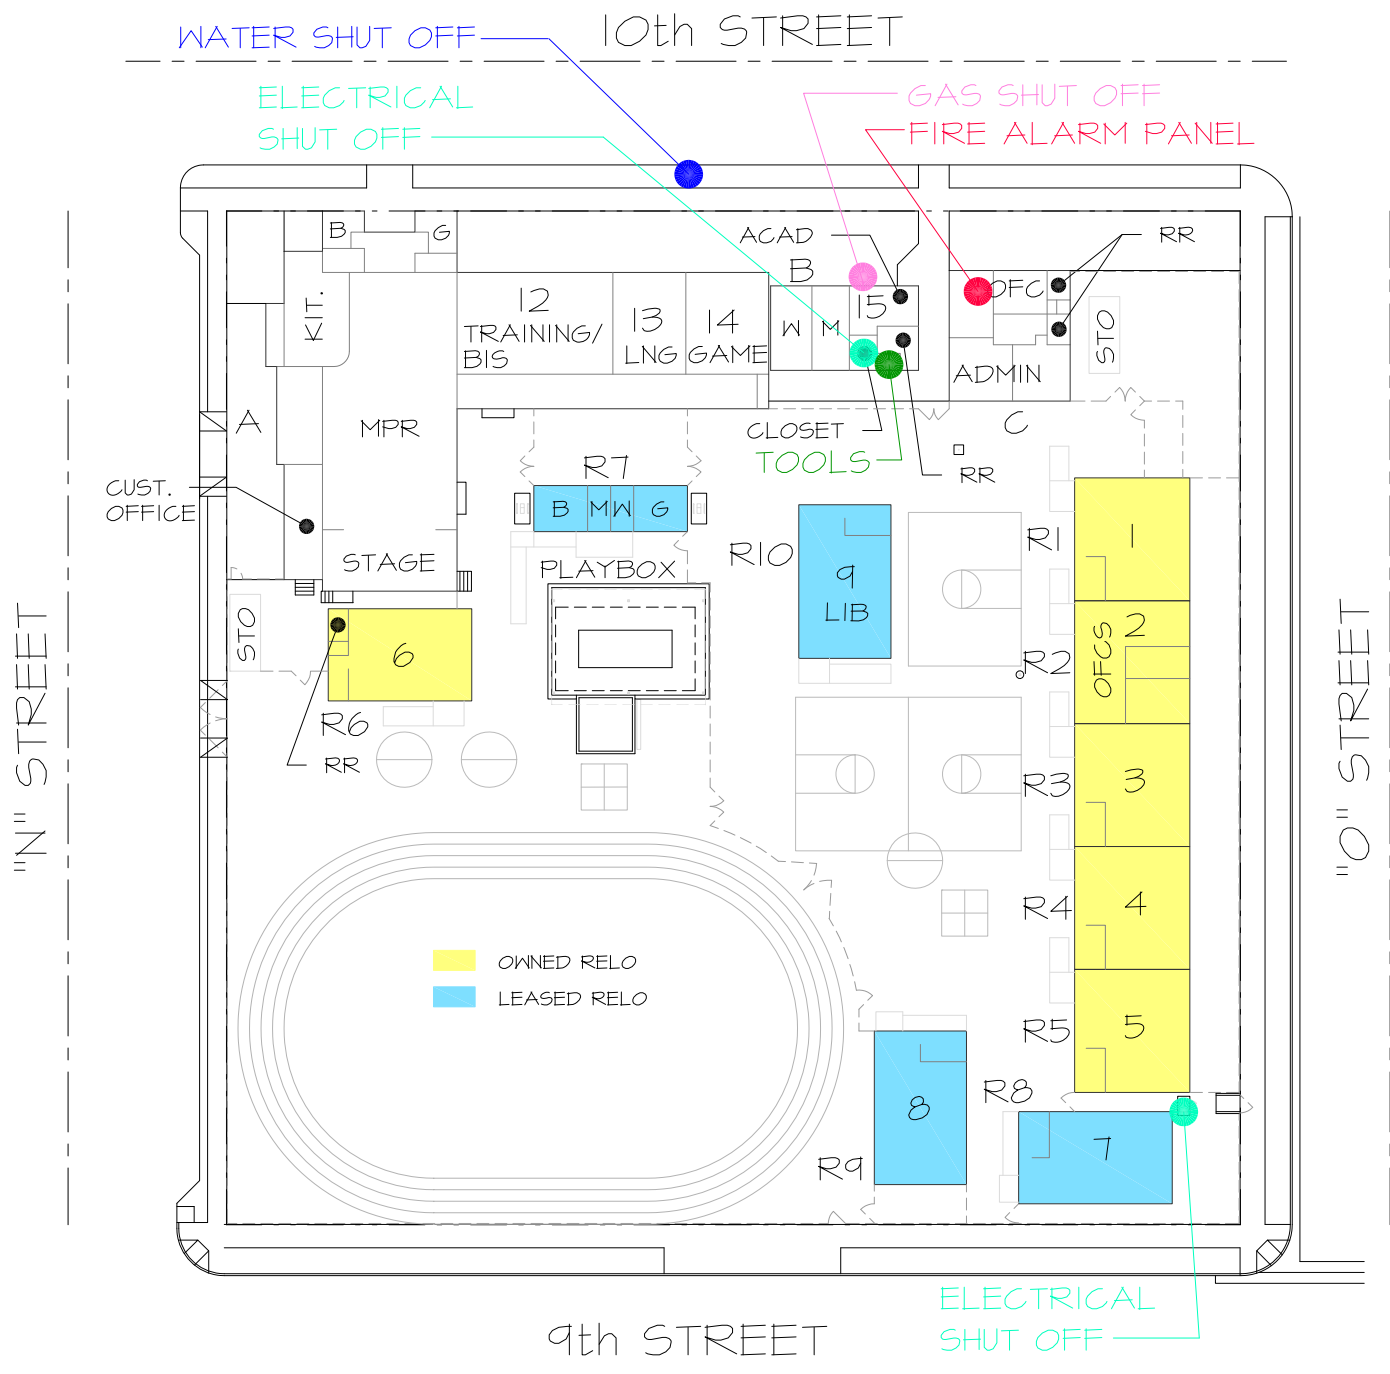 10th STREET
WATER SHUT OFF
ELECTRICAL
SHUT OFF
GAS SHUT OFF
FIRE ALARM PANEL
B
G
ACAD
RR
B
KIT.
12
TRAINING/
BIS
13
LNG
14
GAME
W
M
15
OFC
STO
ADMIN
A
MPR
CLOSET
TOOLS
C
RR
CUST.
OFFICE
R7
B
M
W
G
STAGE
PLAYBOX
R10
9
LIB
R1
1
STO
6
R6
RR
R2
2
OFCS
R3
3
"N" STREET
"O" STREET
R4
4
OWNED RELO
LEASED RELO
R5
5
R8
8
7
R9
ELECTRICAL
SHUT OFF
9th STREET